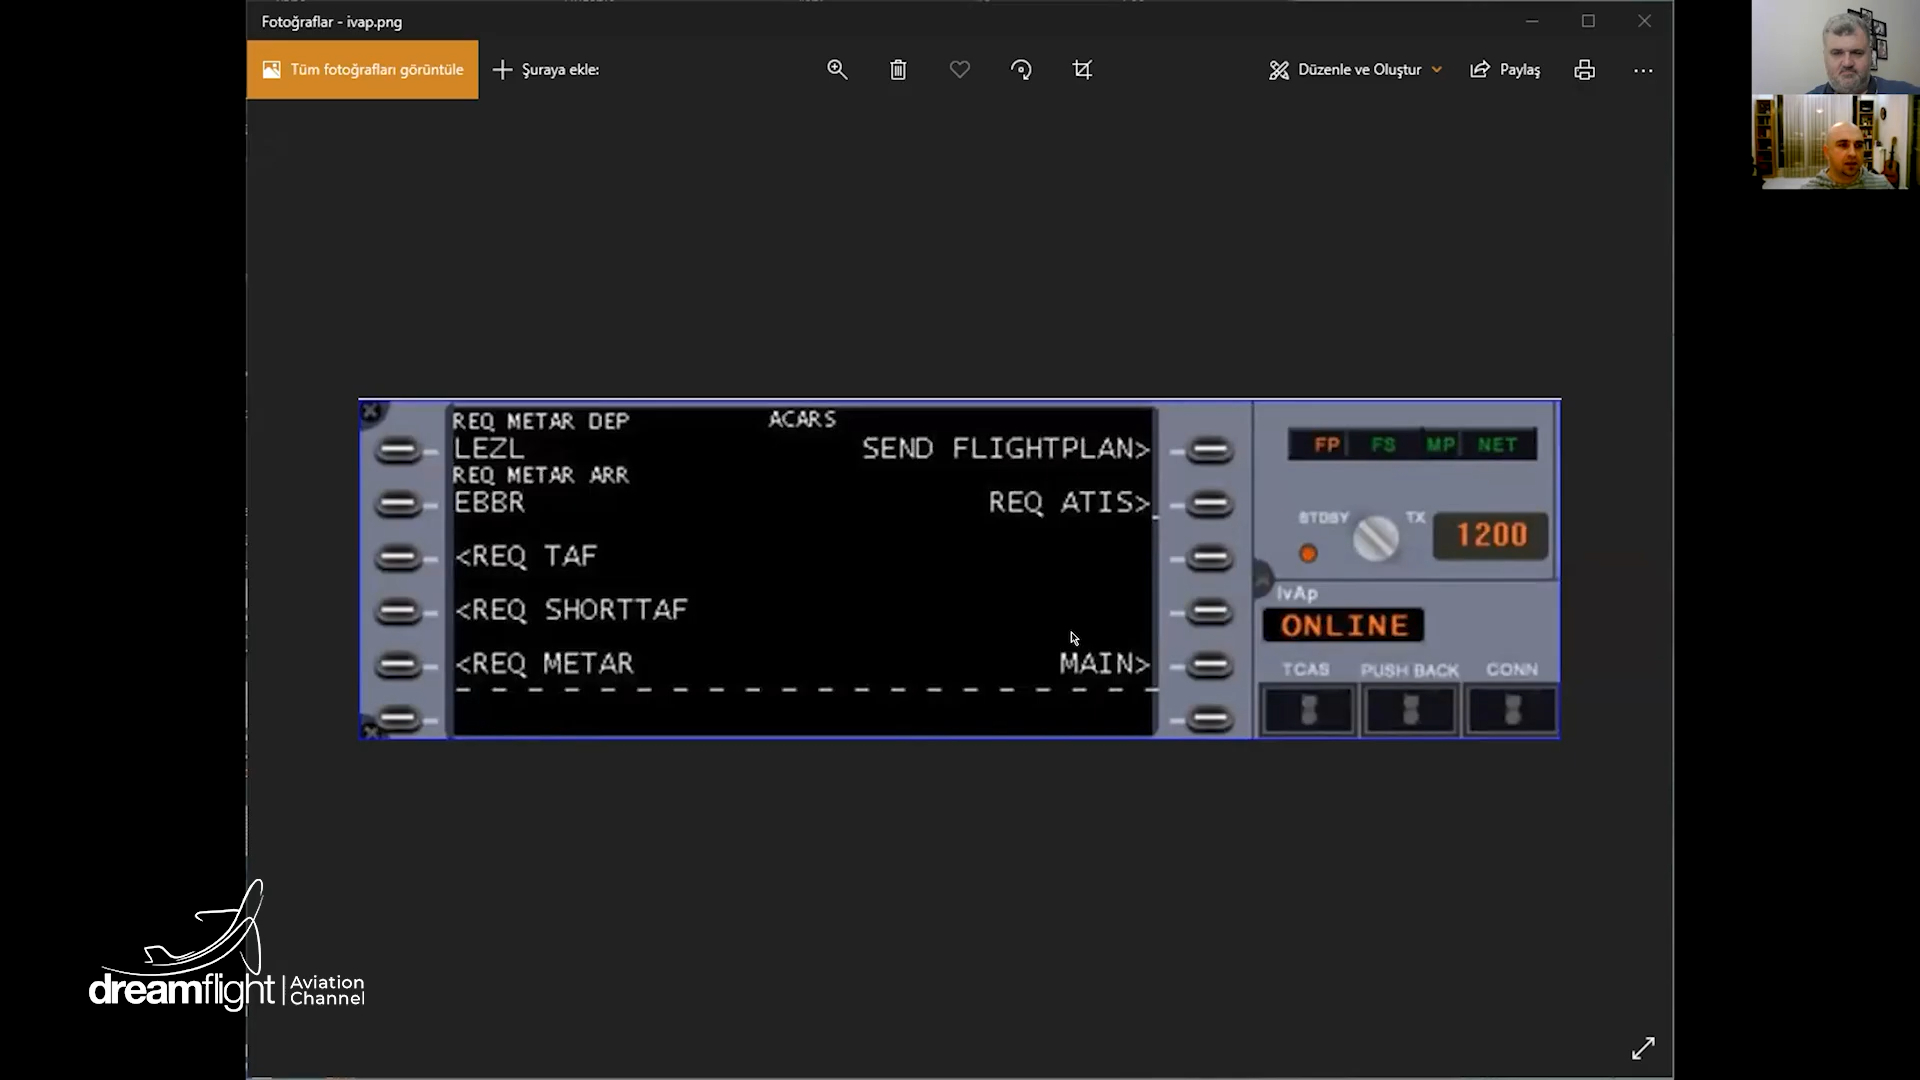 Fotoğraflar - ivap.png
Tüm fotoğrafları görüntüle
Şuraya ekle:
Düzenle ve Oluştur
Paylaş
REQ METAR DEP
ACARS
LEZL
SEND FLIGHTPLAN>
REQ METAR ARR
EBBR
REQ ATIS>
<REQ TAF
<REQ SHORTTAF
<REQ METAR
MAIN>
FP FS MP NET
STDBY
TX
1200
IvAp
ONLINE
TCAS
PUSH BACK
CONN
dreamflight
Aviation
Channel